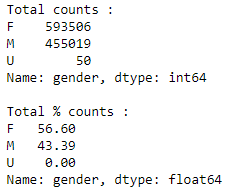 Total counts :
F    593506
M    455019
U        50
Name: gender, dtype: int64

Total % counts :
F   56.60
M   43.39
U    0.00
Name: gender, dtype: float64